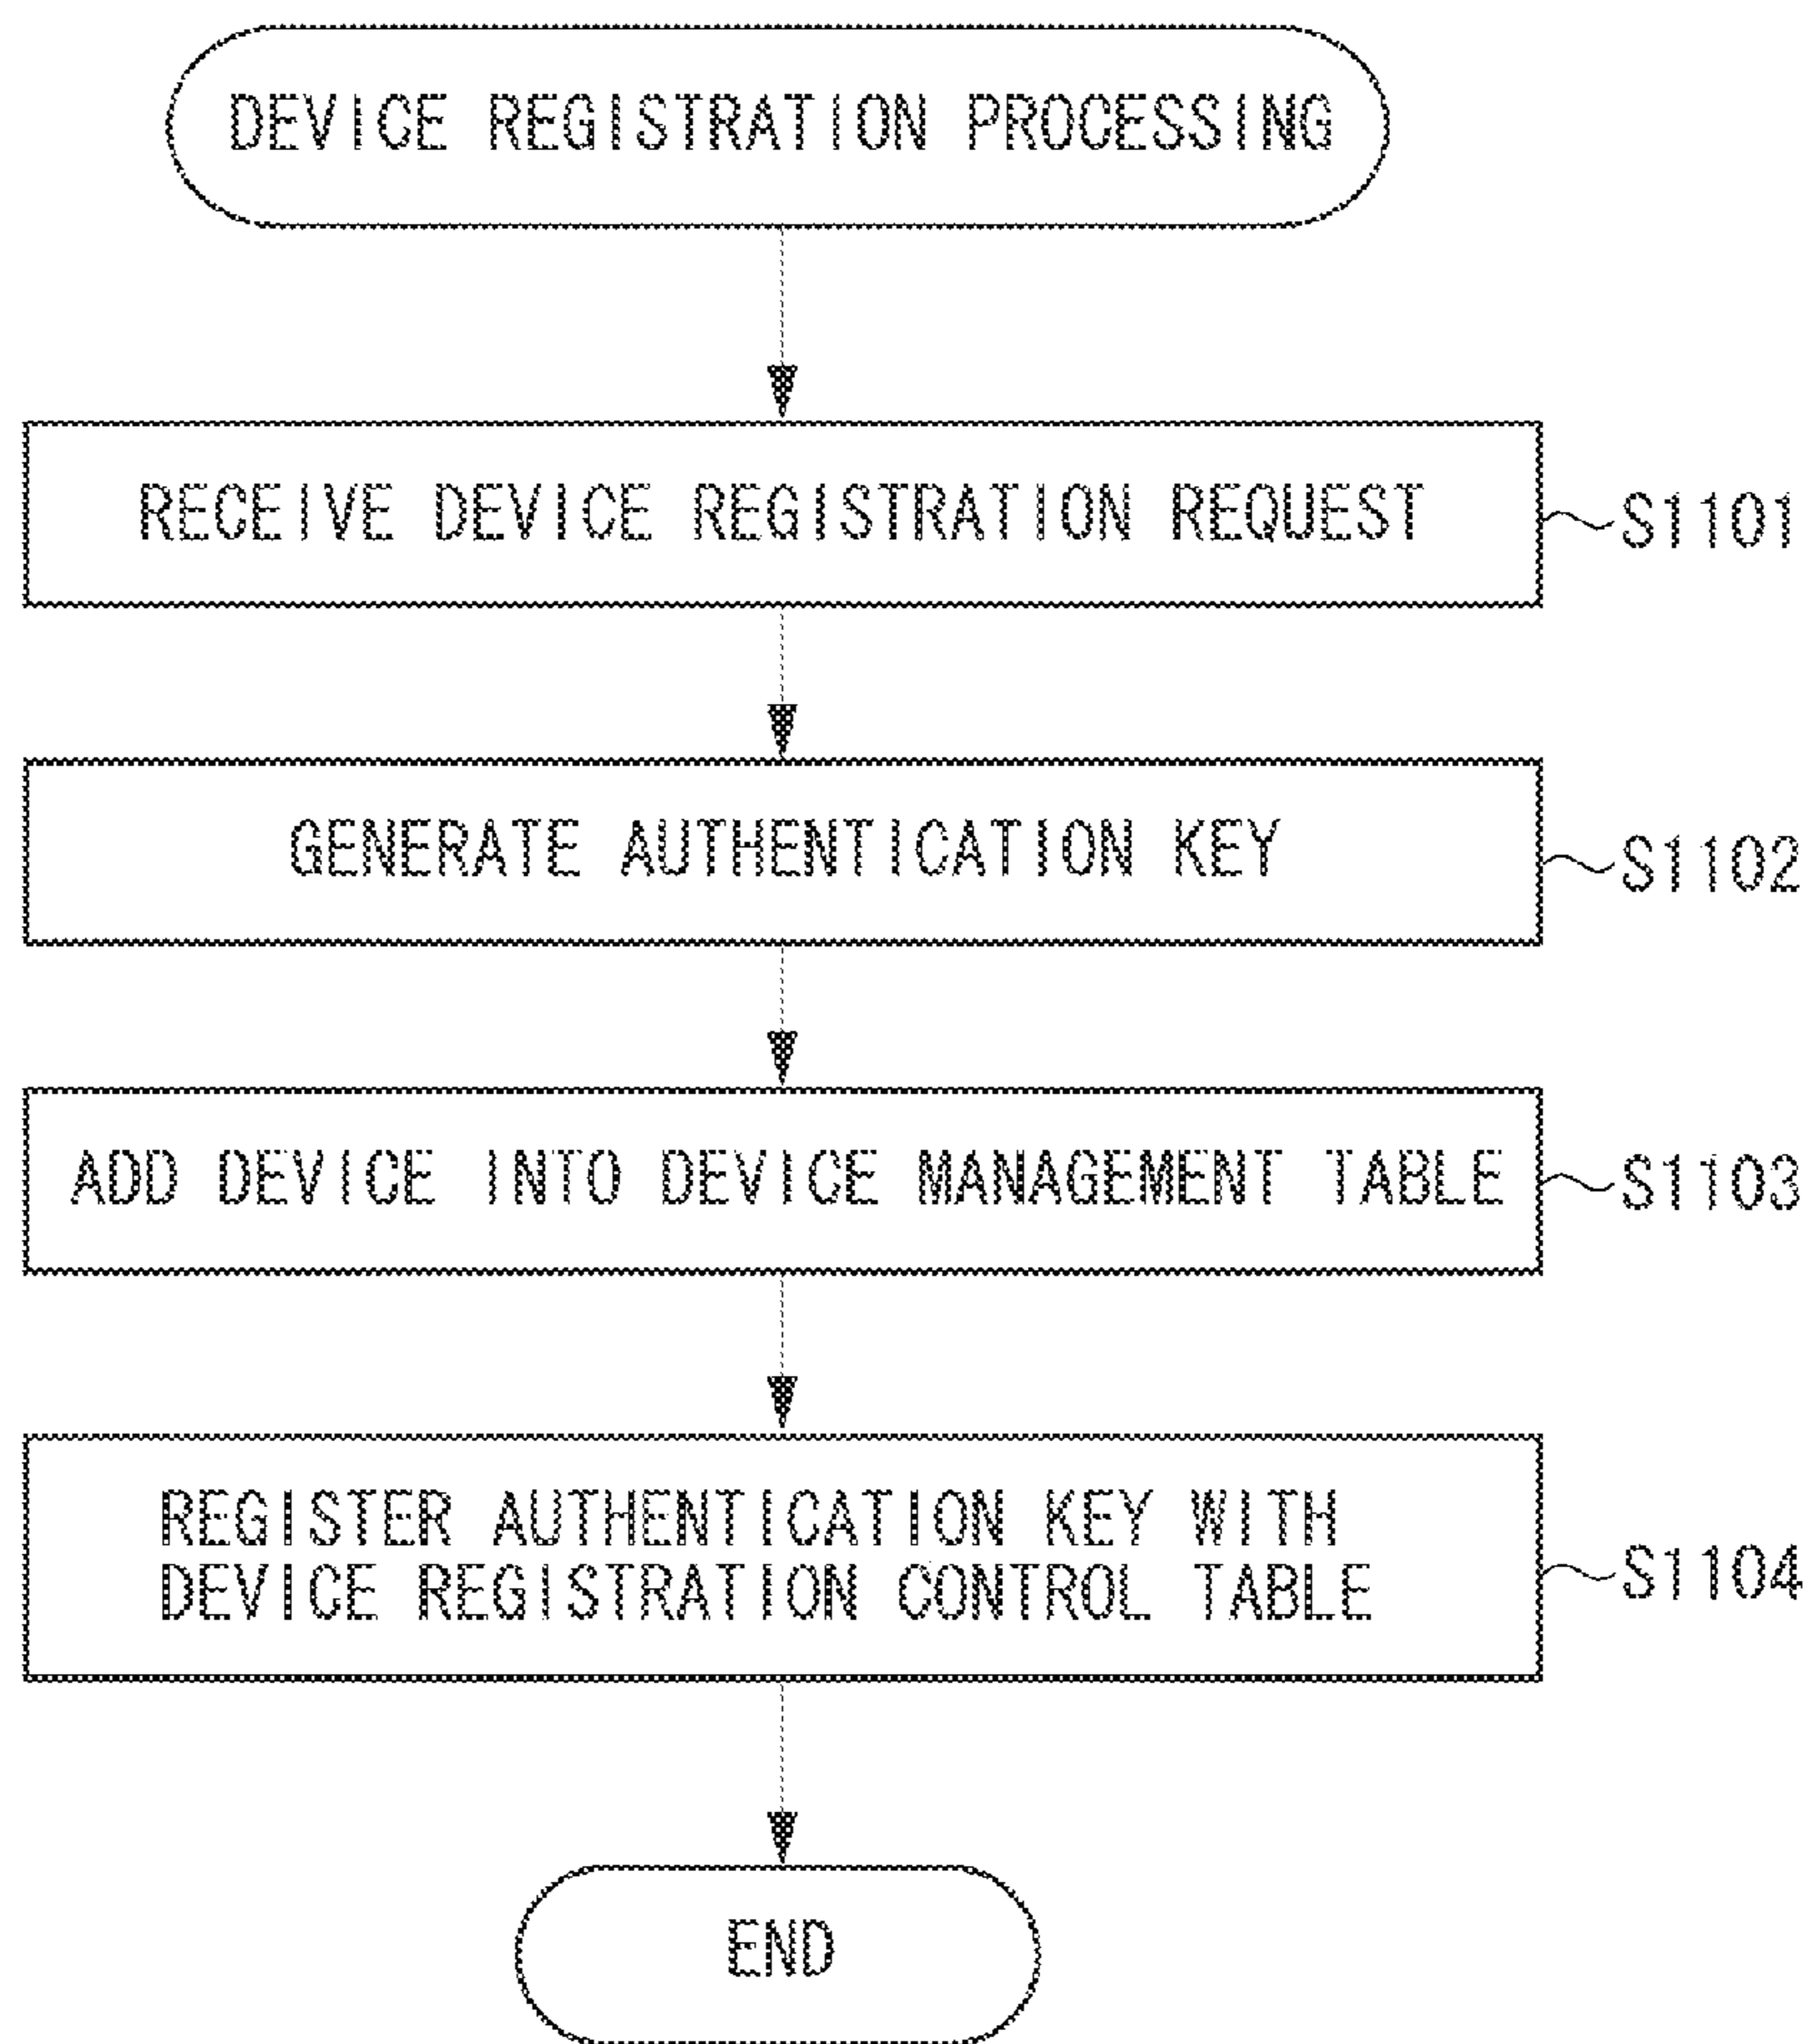 DEVICE REGISTRATION PROCESSING
RECEIVE DEVICE REGISTRATION REQUEST
S1101
GENERATE AUTHENTICATION KEY
S1102
ADD DEVICE INTO DEVICE MANAGEMENT TABLE
S1103
REGISTER AUTHENTICATION KEY WITH
DEVICE REGISTRATION CONTROL TABLE
S1104
END